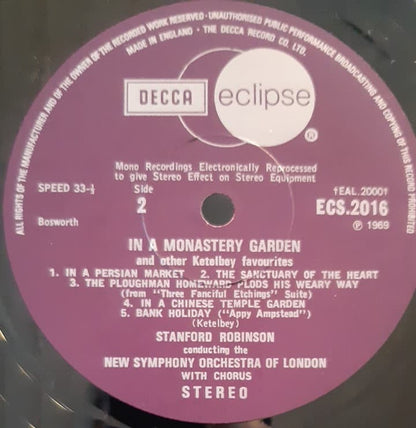 ALL RIGHTS OF THE MANUFACTURER AND OF THE OWNER OF THE RECORDED WORK RESERVED · UNAUTHORISED PUBLIC PERFORMANCE BROADCASTING AND COPYING OF THIS RECORD PROHIBITED
MADE IN ENGLAND · THE DECCA RECORD CO. LTD.
DECCA eclipse
®
Mono Recordings Electronically Reprocessed
to give Stereo Effect on Stereo Equipment
SPEED 33-⅓ Side †EAL.2000†
2 ECS.2016
Bosworth ℗ 1969
IN A MONASTERY GARDEN
and other Ketelbey favourites
1. IN A PERSIAN MARKET 2. THE SANCTUARY OF THE HEART
3. THE PLOUGHMAN HOMEWARD PLODS HIS WEARY WAY
(from "Three Fanciful Etchings" Suite)
4. IN A CHINESE TEMPLE GARDEN
5. BANK HOLIDAY ("Appy Ampstead")
(Ketelbey)
STANFORD ROBINSON
conducting the
NEW SYMPHONY ORCHESTRA OF LONDON
WITH CHORUS
STEREO